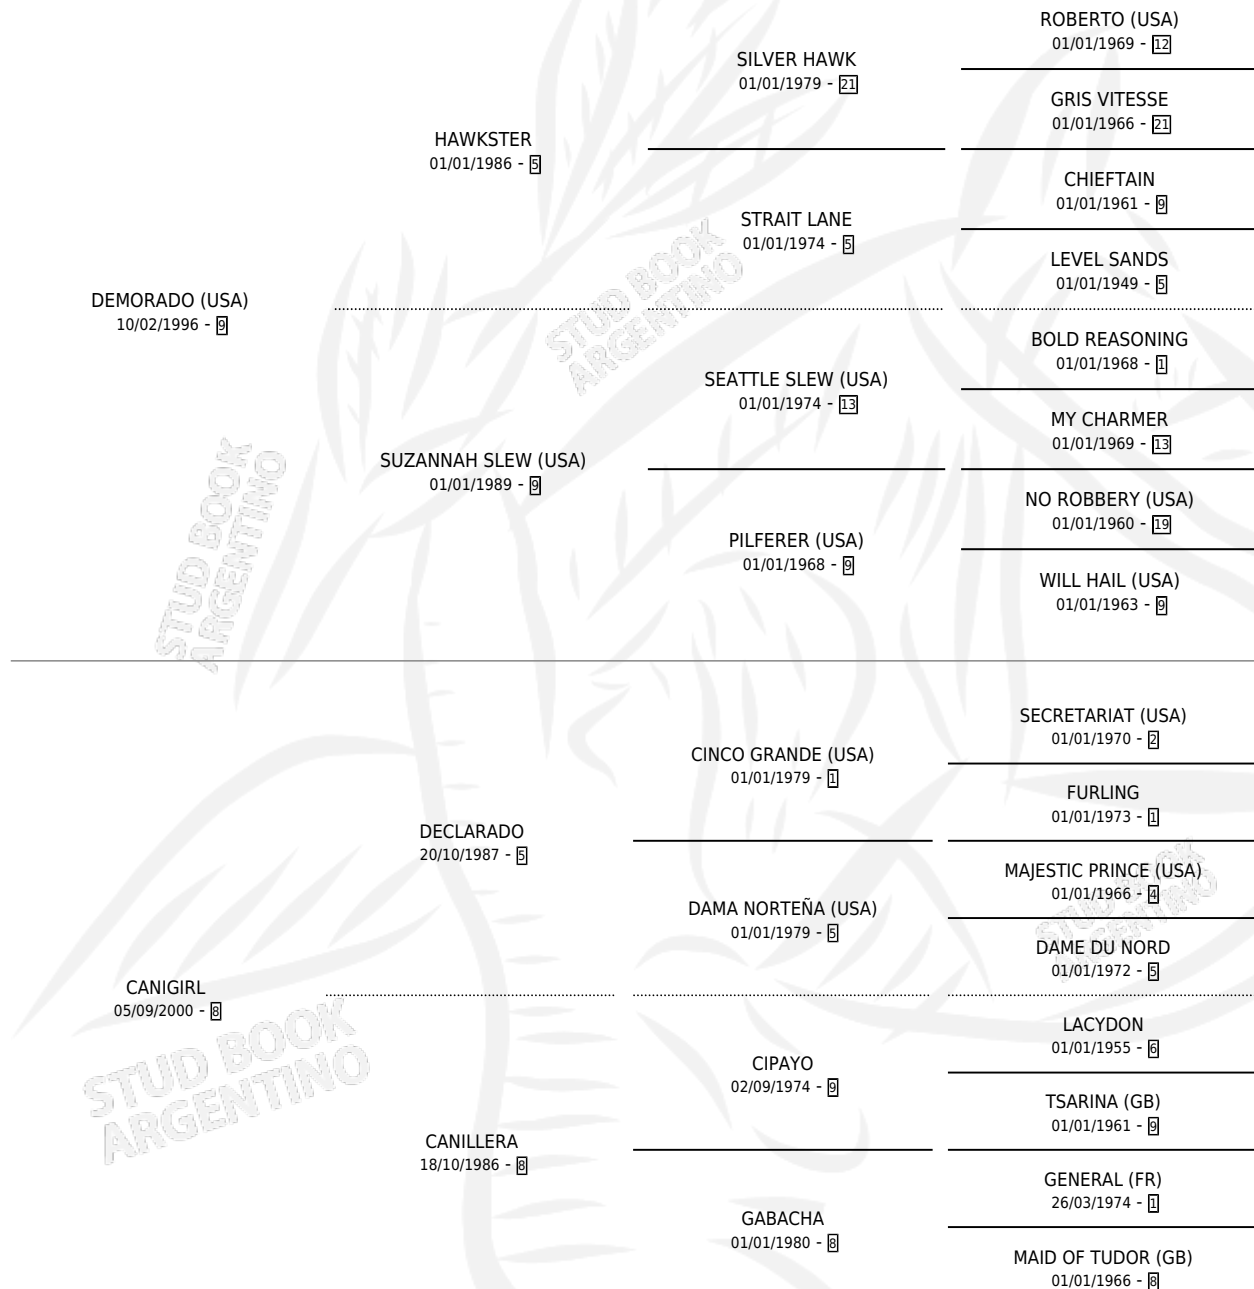 ROBERTO (USA)
01/01/1969 - 12
SILVER HAWK
01/01/1979 - 21
GRIS VITESSE
01/01/1966 - 21
HAWKSTER
01/01/1986 - 5
CHIEFTAIN
01/01/1961 - 9
STRAIT LANE
01/01/1974 - 5
LEVEL SANDS
01/01/1949 - 5
DEMORADO (USA)
10/02/1996 - 9
STUD BOOK
ARGENTINO
BOLD REASONING
01/01/1968 - 1
SEATTLE SLEW (USA)
01/01/1974 - 13
MY CHARMER
01/01/1969 - 13
SUZANNAH SLEW (USA)
01/01/1989 - 9
NO ROBBERY (USA)
01/01/1960 - 19
PILFERER (USA)
01/01/1968 - 9
WILL HAIL (USA)
01/01/1963 - 9
STUD BOOK
ARGENTINO
SECRETARIAT (USA)
01/01/1970 - 2
CINCO GRANDE (USA)
01/01/1979 - 1
FURLING
01/01/1973 - 1
DECLARADO
20/10/1987 - 5
MAJESTIC PRINCE (USA)
01/01/1966 - 4
STUD BOOK
ARGENTINO
DAMA NORTEÑA (USA)
01/01/1979 - 5
DAME DU NORD
01/01/1972 - 5
CANIGIRL
05/09/2000 - 8
STUD BOOK
ARGENTINO
LACYDON
01/01/1955 - 6
CIPAYO
02/09/1974 - 9
TSARINA (GB)
01/01/1961 - 9
CANILLERA
18/10/1986 - 8
GENERAL (FR)
26/03/1974 - 1
GABACHA
01/01/1980 - 8
MAID OF TUDOR (GB)
01/01/1966 - 8